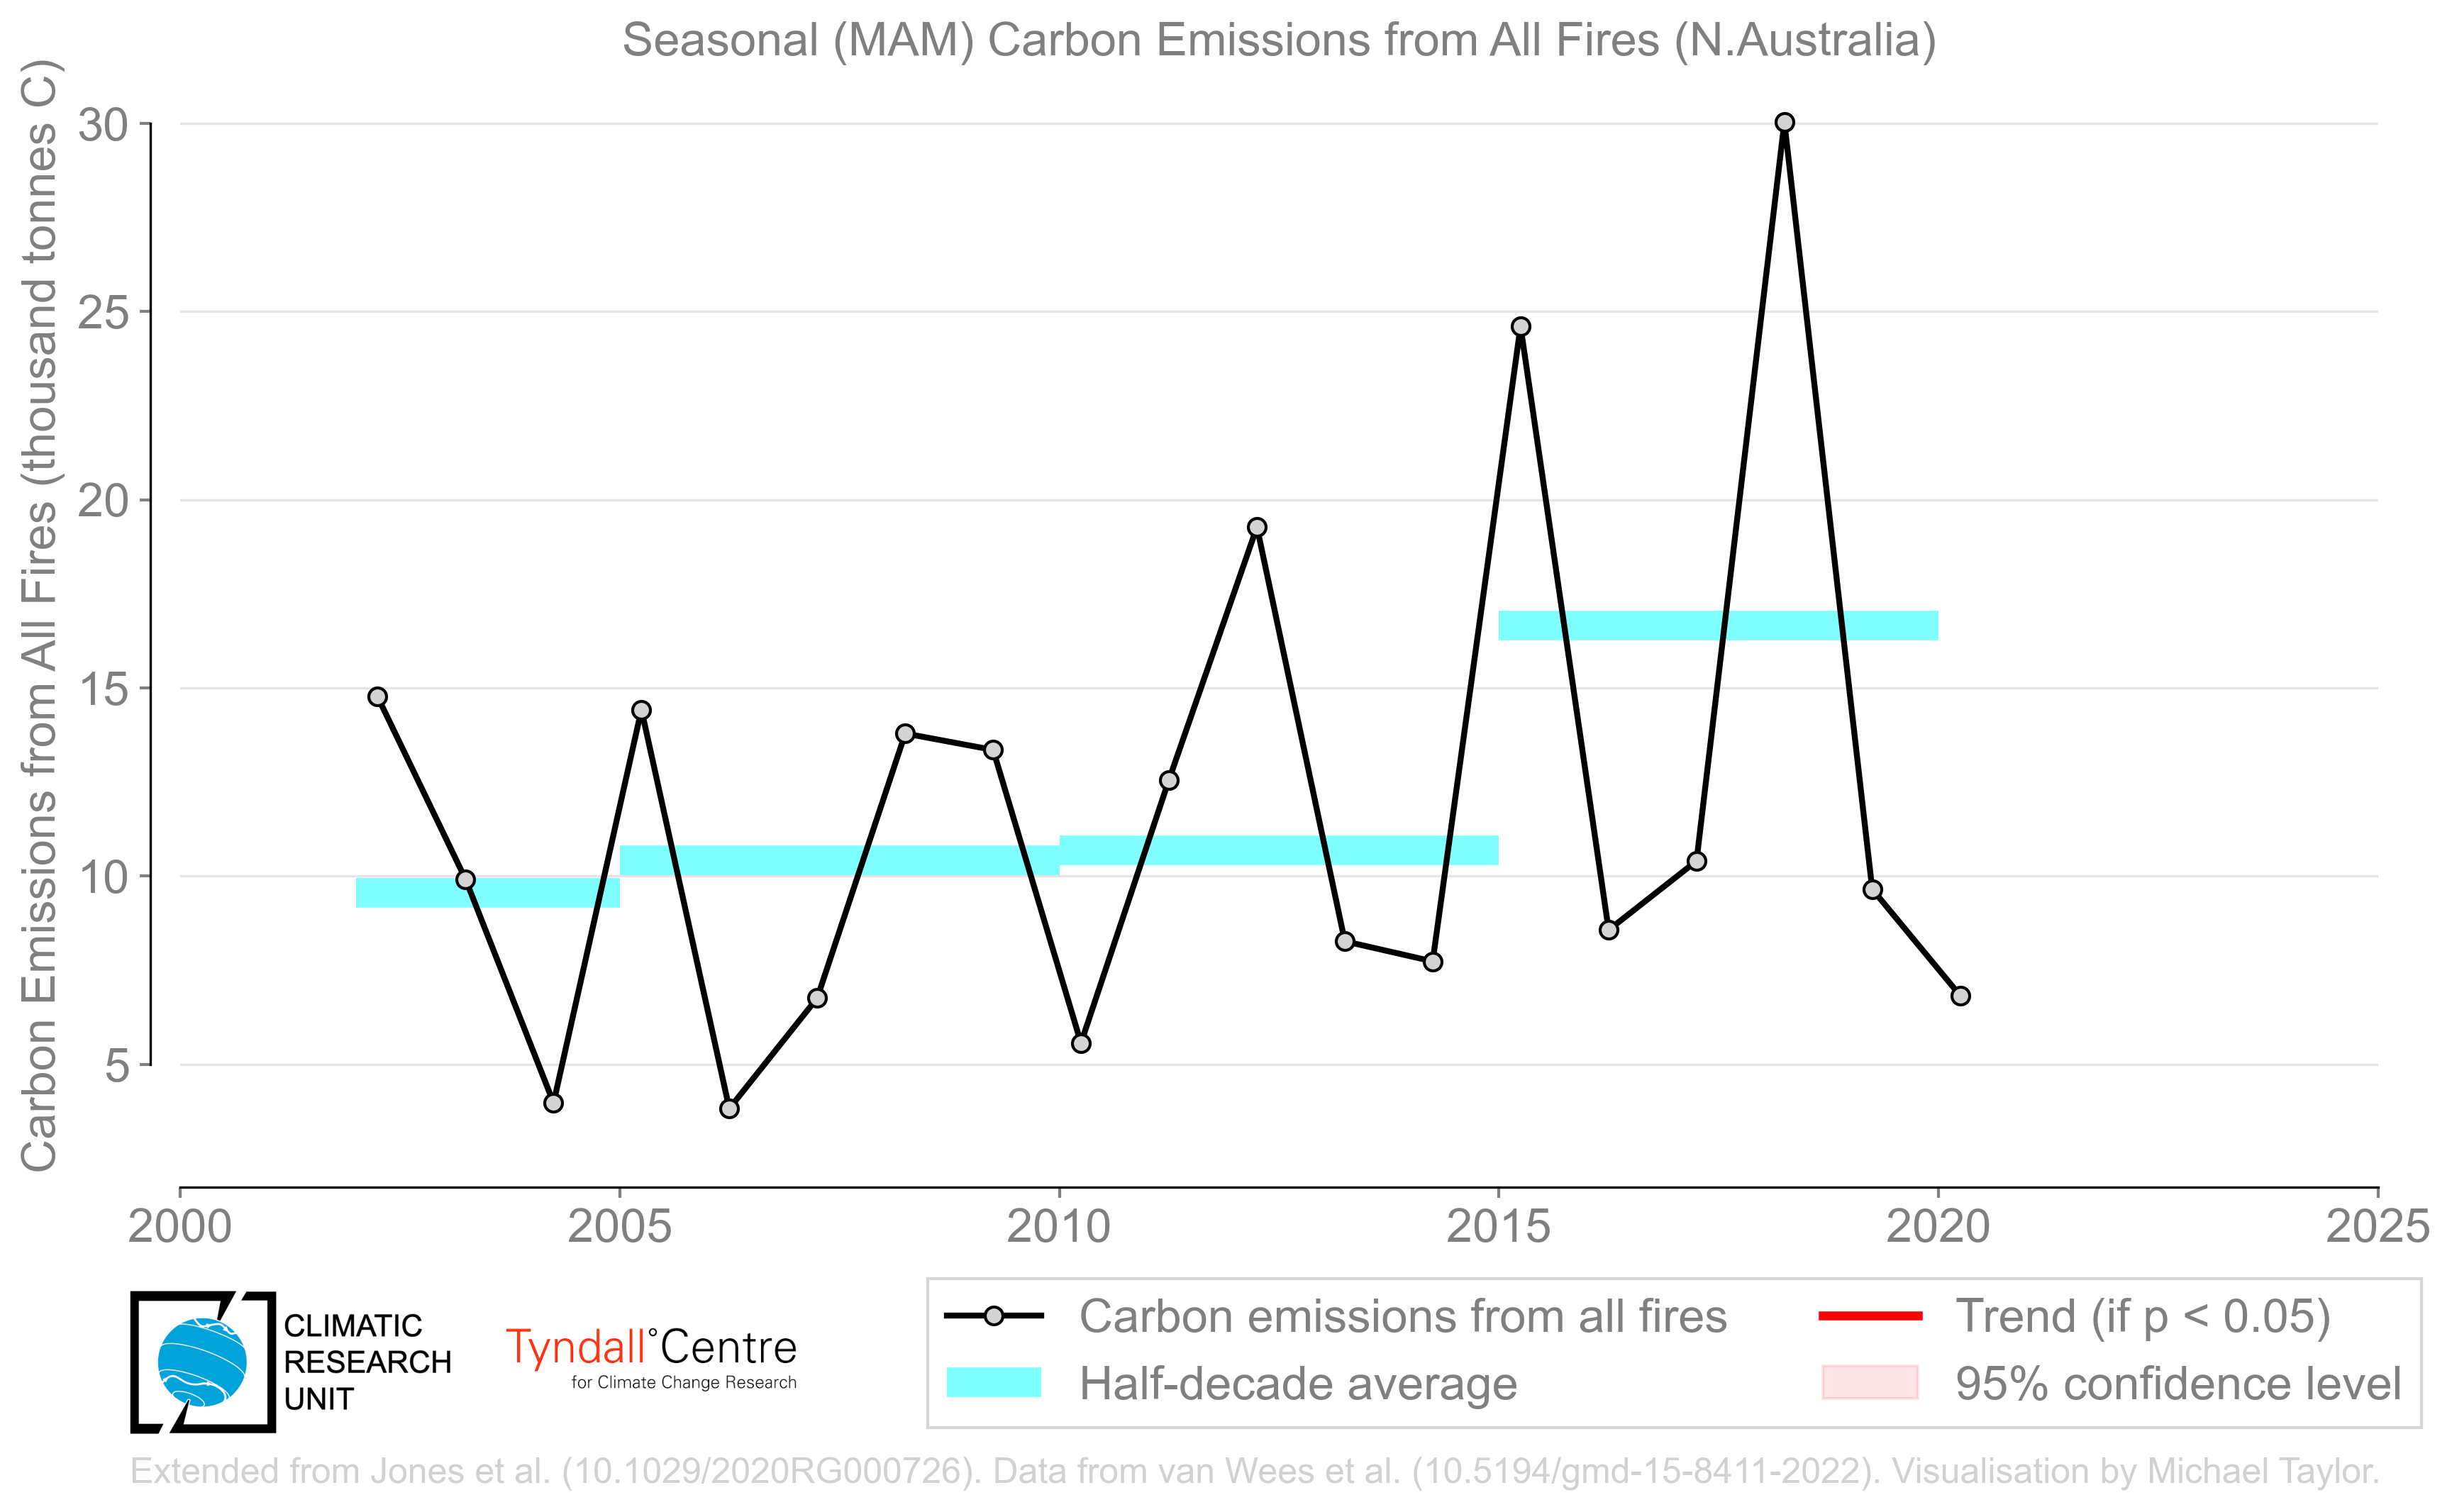 Seasonal (MAM) Carbon Emissions from All Fires (N.Australia)
Carbon Emissions from All Fires (thousand tonnes C)
30
25
20
15
10
5
2000
2005
2010
2015
2020
2025
CLIMATIC
RESEARCH
UNIT
Tyndall°Centre
for Climate Change Research
Carbon emissions from all fires
Half-decade average
Trend (if p < 0.05)
95% confidence level
Extended from Jones et al. (10.1029/2020RG000726). Data from van Wees et al. (10.5194/gmd-15-8411-2022). Visualisation by Michael Taylor.